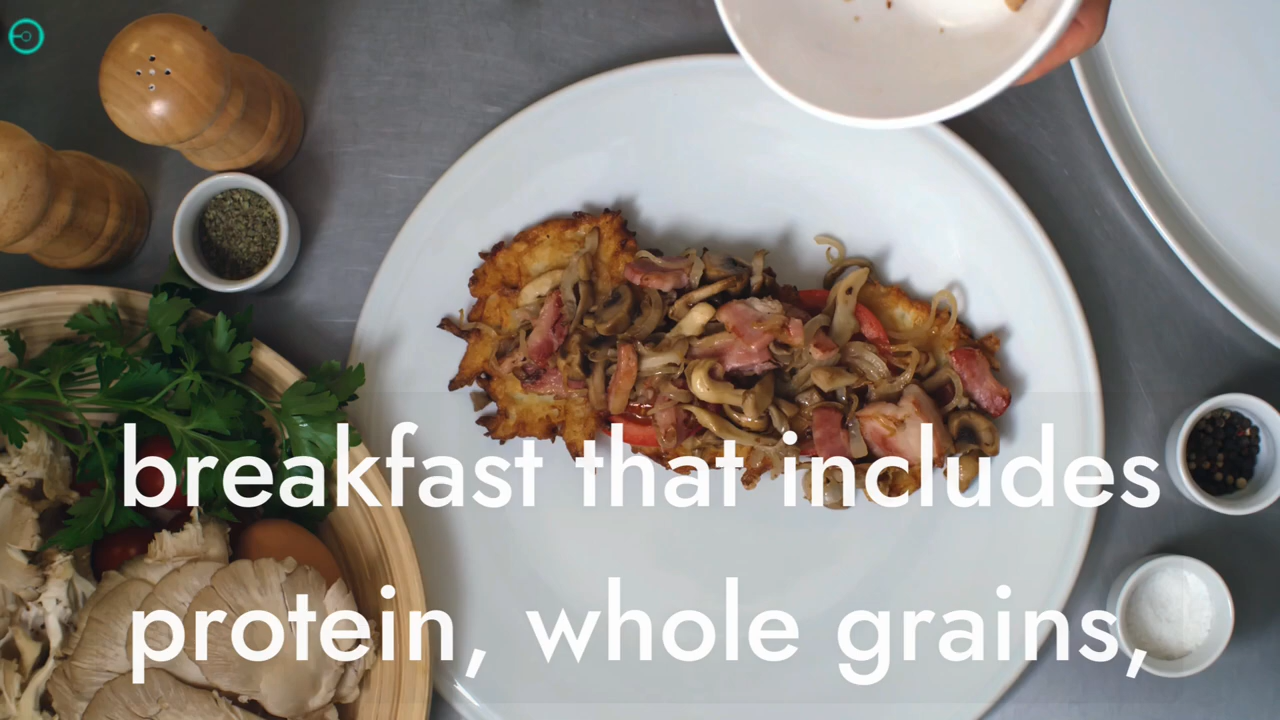 breakfast that includes
protein, whole grains,